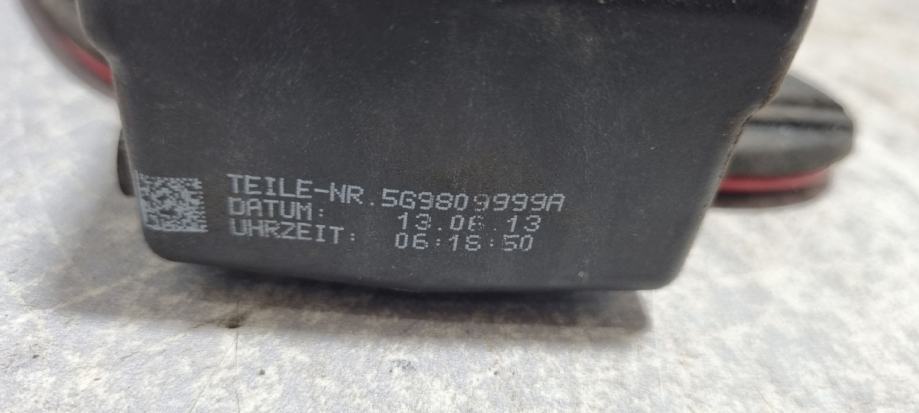 TEILE-NR.5G9809999A
DATUM: 13.06.13
UHRZEIT: 06:18:50